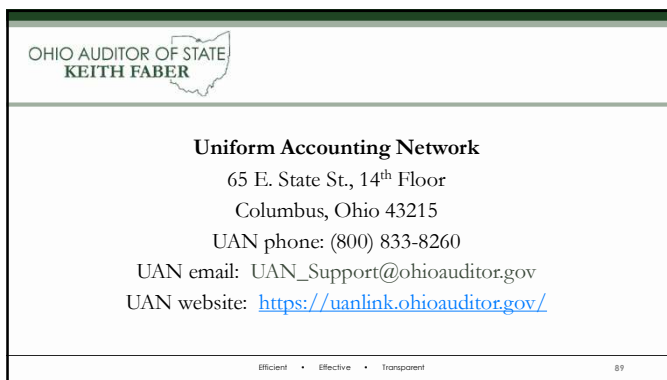 OHIO AUDITOR OF STATE
KEITH FABER
Uniform Accounting Network
65 E. State St., 14th Floor
Columbus, Ohio 43215
UAN phone: (800) 833-8260
UAN email: UAN_Support@ohioauditor.gov
UAN website: https://uanlink.ohioauditor.gov/
Efficient • Effective • Transparent 89